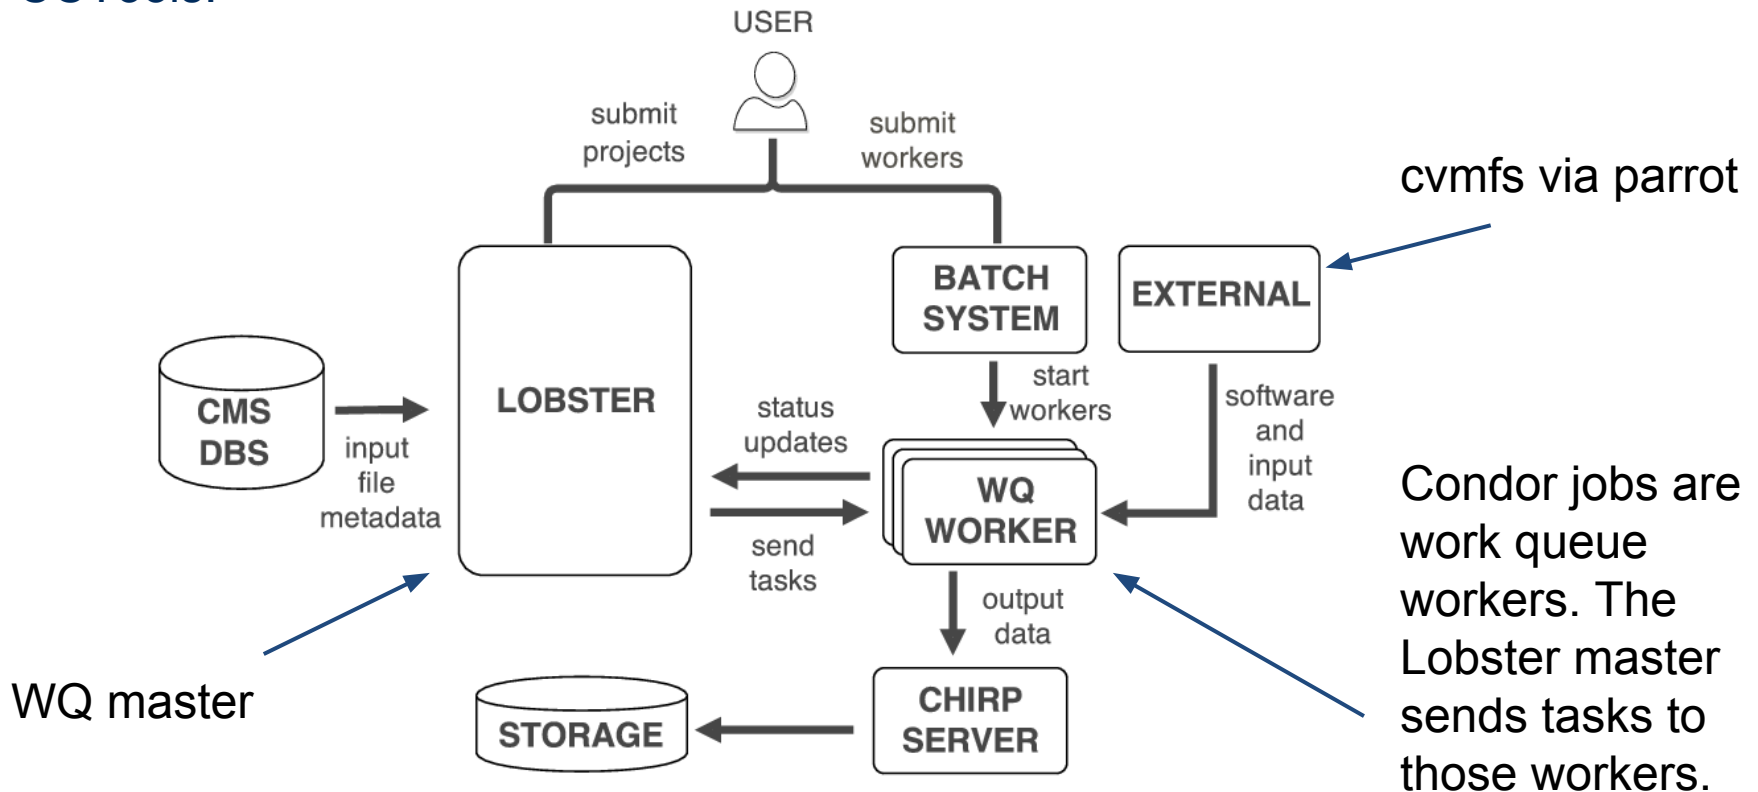 USER
submit
projects
submit
workers
cvmfs via parrot
BATCH
SYSTEM
EXTERNAL
LOBSTER
CMS
DBS
input
file
metadata
status
updates
start
workers
software
and
input
data
WQ
WORKER
send
tasks
output
data
Condor jobs are
work queue
workers. The
Lobster master
sends tasks to
those workers.
WQ master
STORAGE
CHIRP
SERVER